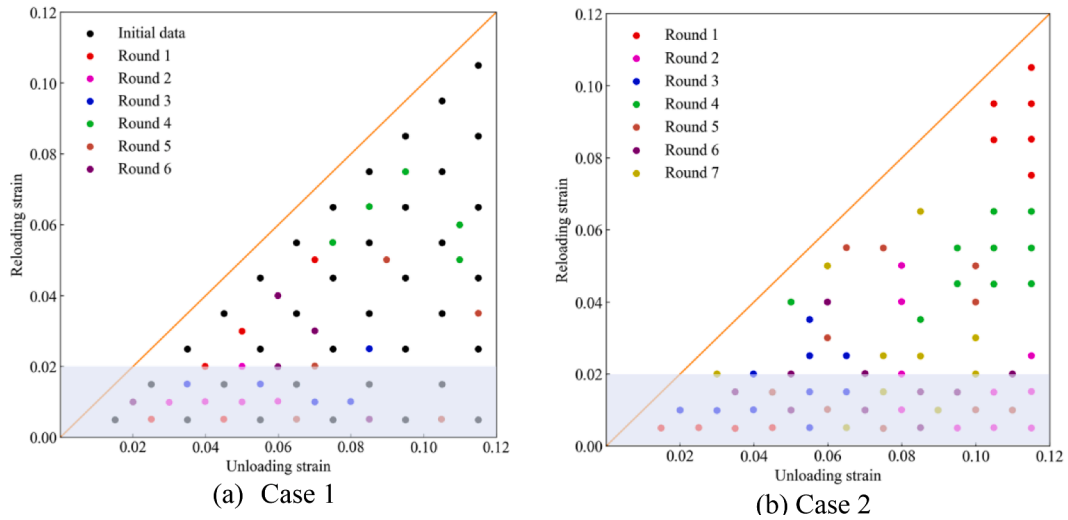 0.12
0.10
0.08
0.06
0.04
0.02
0.00
Reloading strain
Initial data
Round 1
Round 2
Round 3
Round 4
Round 5
Round 6
0.02
0.04
0.06
0.08
0.10
0.12
Unloading strain
(a) Case 1
0.12
0.10
0.08
0.06
0.04
0.02
0.00
Reloading strain
Round 1
Round 2
Round 3
Round 4
Round 5
Round 6
Round 7
0.02
0.04
0.06
0.08
0.10
0.12
Unloading strain
(b) Case 2